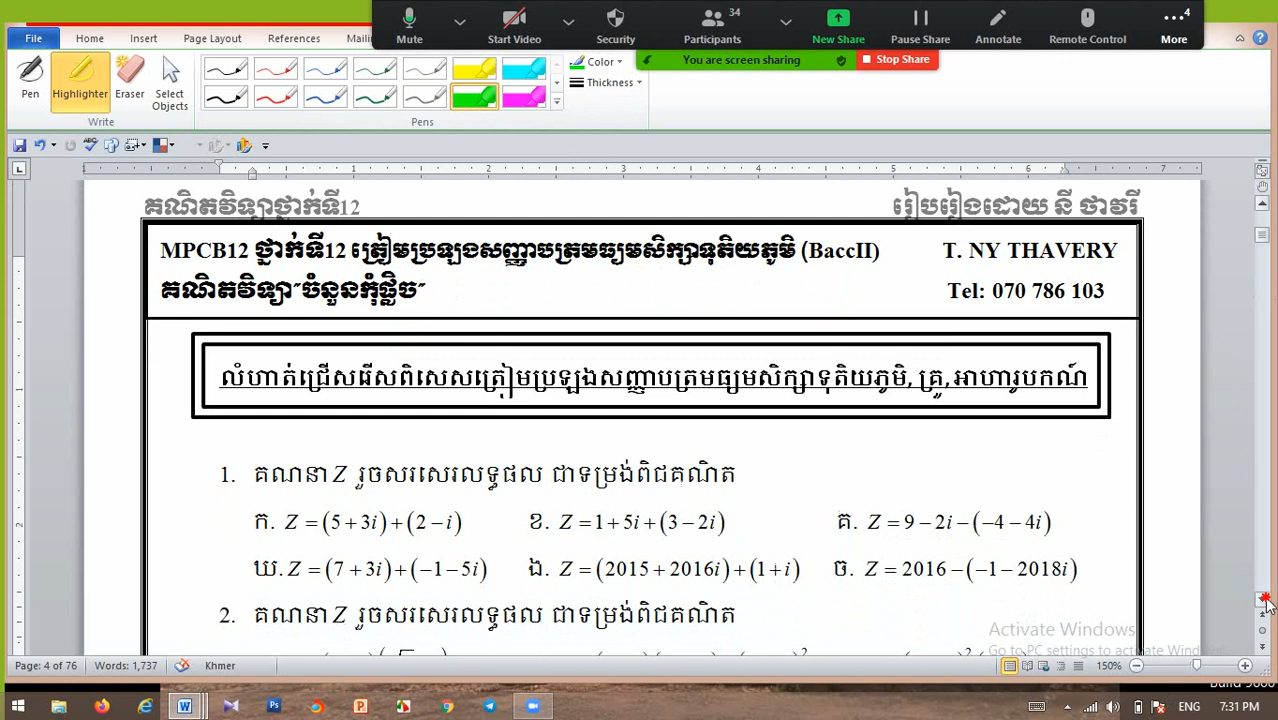 Mute
Start Video
Security
34
Participants
New Share
Pause Share
Annotate
Remote Control
4
More
You are screen sharing
Stop Share
File
Home
Insert
Page Layout
References
Pen
Highlighter
Eraser
Select
Objects
Color
Thickness
Write
Pens
គណិតវិទ្យាថ្នាក់ទី12 រៀបរៀងដោយ នី ថាវរី
MPCB12 ថ្នាក់ទី12 ត្រៀមប្រឡងសញ្ញាបត្រមធ្យមសិក្សាទុតិយភូមិ (BaccII) T. NY THAVERY
គណិតវិទ្យា"ចំនួនកុំផ្លិច" Tel: 070 786 103
លំហាត់ជ្រើសរើសពិសេសត្រៀមប្រឡងសញ្ញាបត្រមធ្យមសិក្សាទុតិយភូមិ, គ្រូ,អាហារូបករណ៍
1. គណនា Z រួចសរសេរលទ្ធផល ជាទម្រង់ពិជគណិត
ក. Z = (5 + 3i) + (2 − i) ខ. Z = 1 + 5i + (3 − 2i) គ. Z = 9 − 2i − (−4 − 4i)
ឃ. Z = (7 + 3i) + (−1 − 5i) ង. Z = (2015 + 2016i) + (1 + i) ច. Z = 2016 − (−1 − 2018i)
2. គណនា Z រួចសរសេរលទ្ធផល ជាទម្រង់ពិជគណិត
Activate Windows
Go to PC settings to activate
Page: 4 of 76
Words: 1,737
Khmer
150%
ENG
7:31 PM